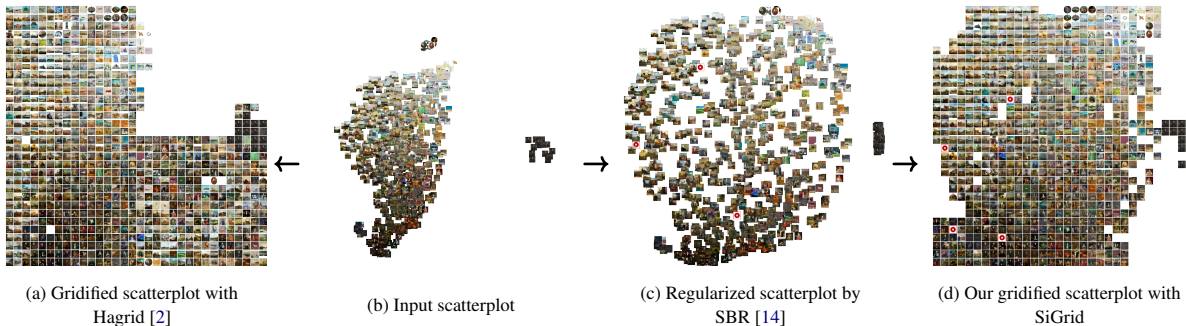 (a) Gridified scatterplot with
Hagrid [2]
(b) Input scatterplot
(c) Regularized scatterplot by
SBR [14]
(d) Our gridified scatterplot with
SiGrid